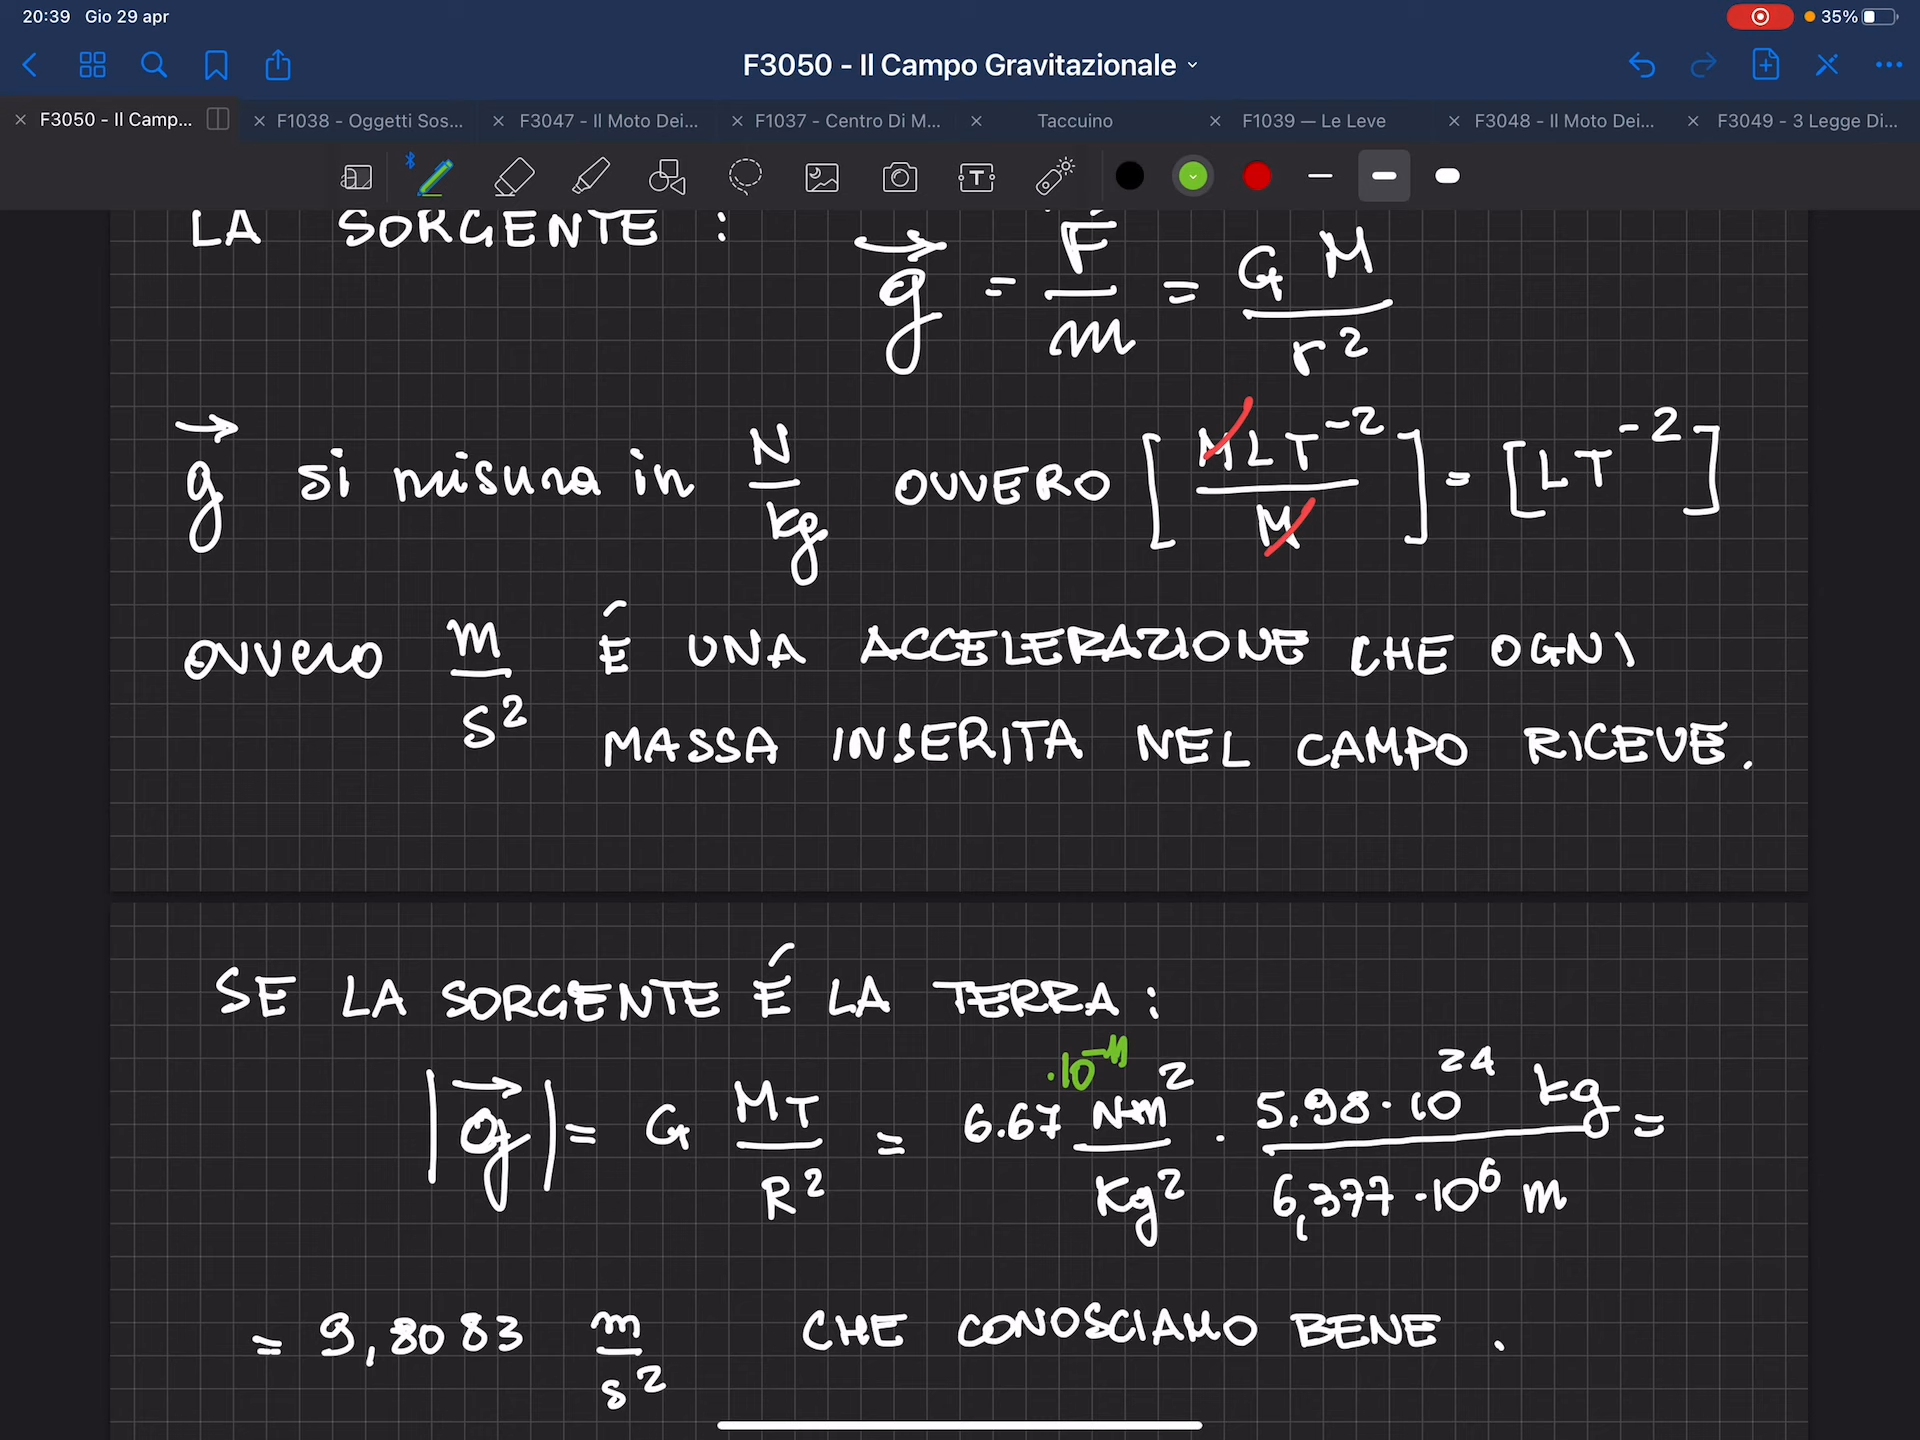 20:39 Gio 29 apr 35%
F3050 - Il Campo Gravitazionale
F3050 - Il Camp... F1038 - Oggetti Sos... F3047 - Il Moto Dei... F1037 - Centro Di M... Taccuino F1039 — Le Leve F3048 - Il Moto Dei... F3049 - 3 Legge Di...
LA SORGENTE : g⃗ = F/m = G M / r²
g⃗ si misura in N/kg OVVERO [MLT⁻²/M] = [LT⁻²]
ovvero m/s² É UNA ACCELERAZIONE CHE OGNI
MASSA INSERITA NEL CAMPO RICEVE.
SE LA SORGENTE É LA TERRA :
|g⃗| = G M_T/R² = 6.67 ·10⁻¹¹ N·m²/Kg² · 5.98·10²⁴ kg / 6,377·10⁶ m =
= 9,8083 m/s² CHE CONOSCIAMO BENE.